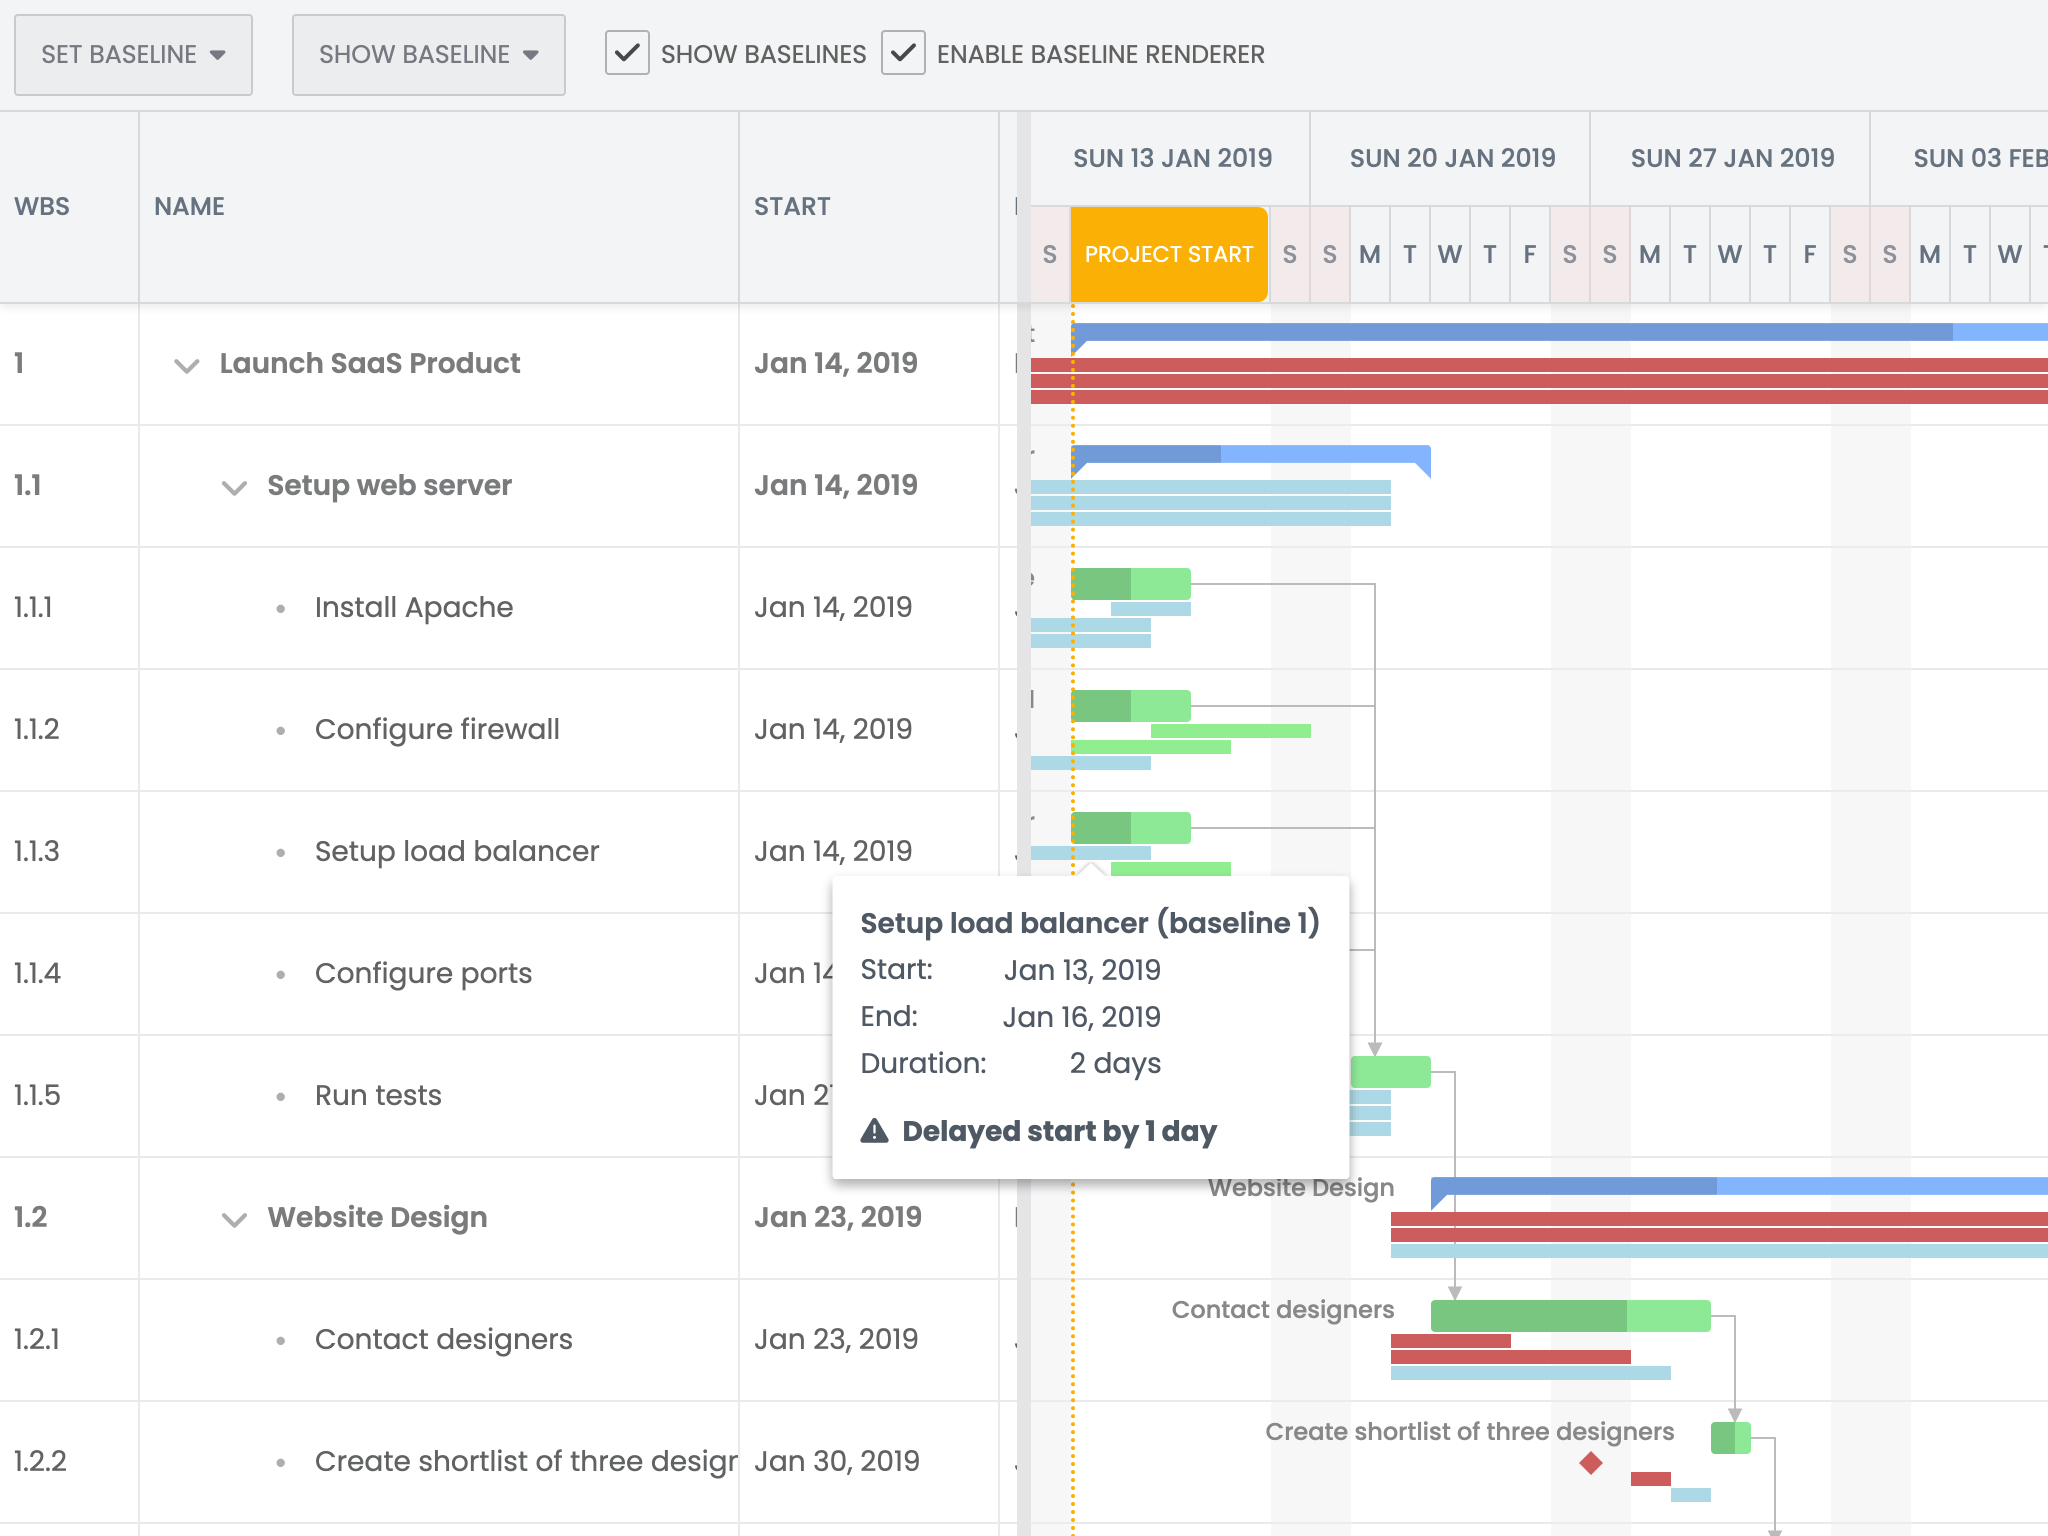 SET BASELINE
SHOW BASELINE
SHOW BASELINES
ENABLE BASELINE RENDERER
WBS NAME START
SUN 13 JAN 2019 SUN 20 JAN 2019 SUN 27 JAN 2019 SUN 03 FEB
S PROJECT START S S M T W T F S S M T W T F S S M T W
1 Launch SaaS Product Jan 14, 2019
1.1 Setup web server Jan 14, 2019
1.1.1 Install Apache Jan 14, 2019
1.1.2 Configure firewall Jan 14, 2019
1.1.3 Setup load balancer Jan 14, 2019
1.1.4 Configure ports Jan 14
1.1.5 Run tests Jan
1.2 Website Design Jan 23, 2019
1.2.1 Contact designers Jan 23, 2019
1.2.2 Create shortlist of three desigr Jan 30, 2019
Setup load balancer (baseline 1)
Start: Jan 13, 2019
End: Jan 16, 2019
Duration: 2 days
Delayed start by 1 day
Website Design
Contact designers
Create shortlist of three designers